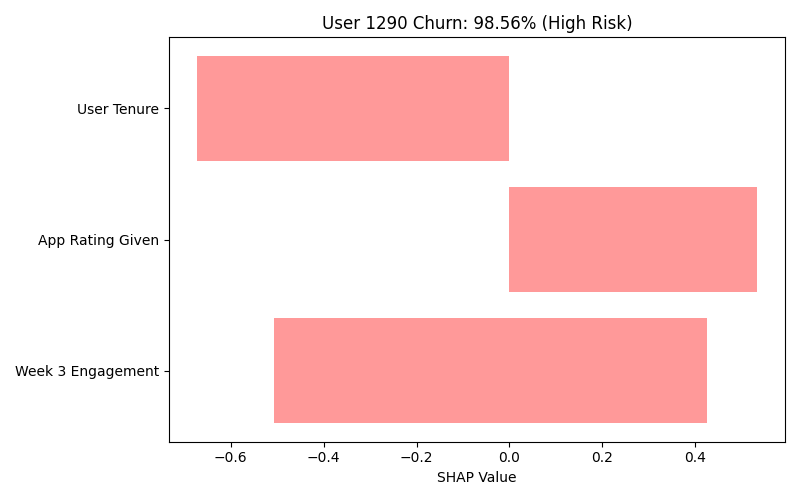 User 1290 Churn: 98.56% (High Risk)
User Tenure
App Rating Given
Week 3 Engagement
−0.6 −0.4 −0.2 0.0 0.2 0.4
SHAP Value